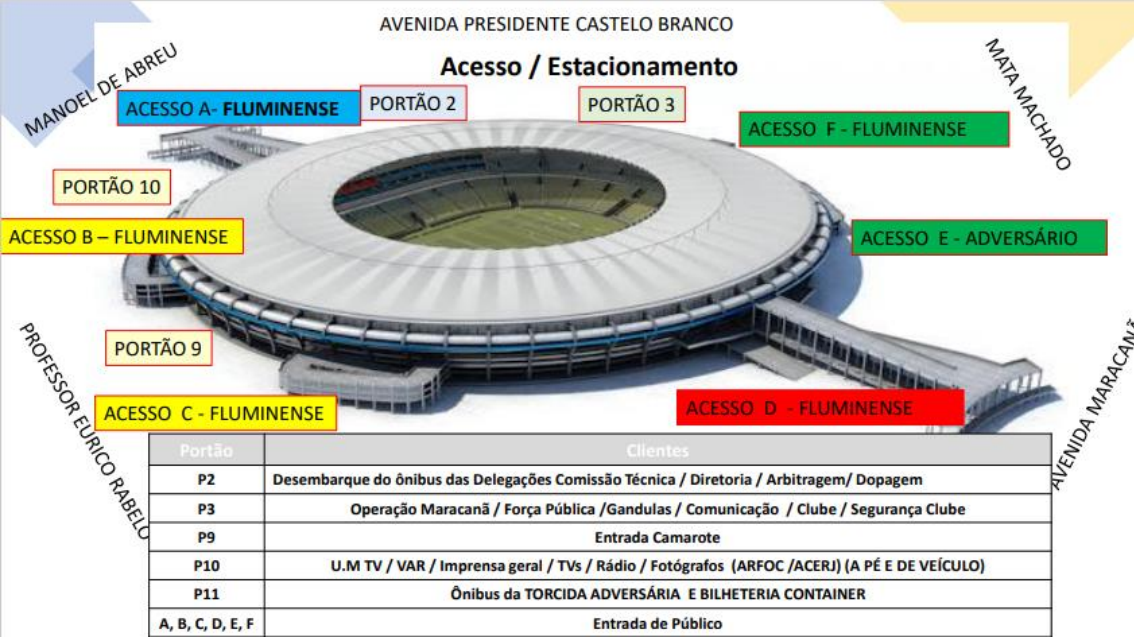 AVENIDA PRESIDENTE CASTELO BRANCO
Acesso / Estacionamento
MANOEL DE ABREU
MATA MACHADO
ACESSO A- FLUMINENSE
PORTÃO 2
PORTÃO 3
ACESSO F - FLUMINENSE
PORTÃO 10
ACESSO B – FLUMINENSE
ACESSO E - ADVERSÁRIO
PORTÃO 9
PROFESSOR EURICO RABELO
AVENIDA MARACANÃ
ACESSO C - FLUMINENSE
ACESSO D - FLUMINENSE
Portão Clientes
P2 Desembarque do ônibus das Delegações Comissão Técnica / Diretoria / Arbitragem/ Dopagem
P3 Operação Maracanã / Força Pública /Gandulas / Comunicação / Clube / Segurança Clube
P9 Entrada Camarote
P10 U.M TV / VAR / Imprensa geral / TVs / Rádio / Fotógrafos (ARFOC /ACERJ) (A PÉ E DE VEÍCULO)
P11 Ônibus da TORCIDA ADVERSÁRIA E BILHETERIA CONTAINER
A, B, C, D, E, F Entrada de Público